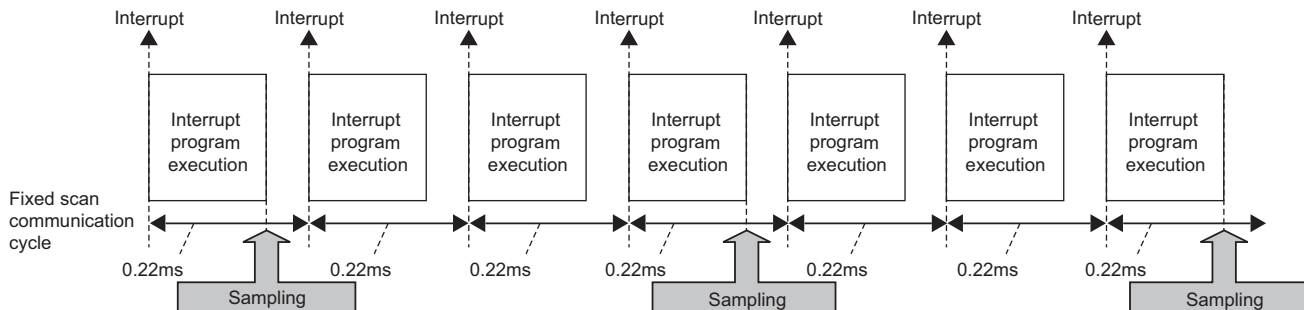 Interrupt Interrupt Interrupt Interrupt Interrupt Interrupt Interrupt
Interrupt
program
execution
Interrupt
program
execution
Interrupt
program
execution
Interrupt
program
execution
Interrupt
program
execution
Interrupt
program
execution
Interrupt
program
execution
Fixed scan
communication
cycle
0.22ms 0.22ms 0.22ms 0.22ms 0.22ms 0.22ms 0.22ms
Sampling Sampling Sampling